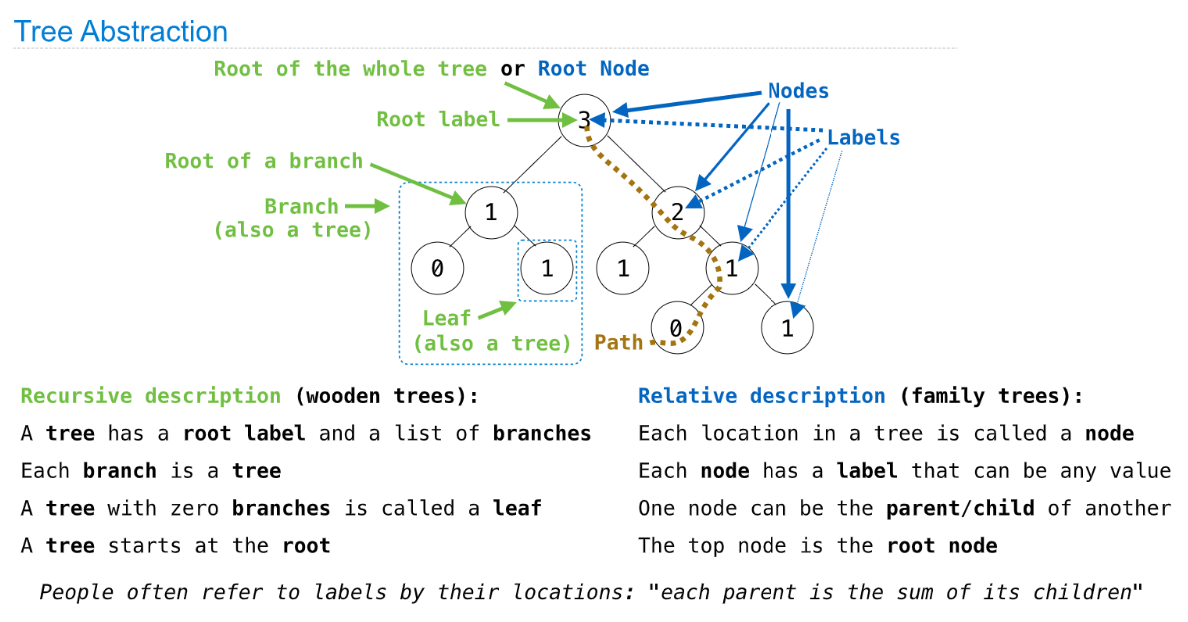 Tree Abstraction
Root of the whole tree or Root Node
Nodes
Root label
3
Labels
Root of a branch
Branch
(also a tree)
1
2
0
1
1
1
Leaf
(also a tree)
Path
0
1
Recursive description (wooden trees):
A tree has a root label and a list of branches
Each branch is a tree
A tree with zero branches is called a leaf
A tree starts at the root
Relative description (family trees):
Each location in a tree is called a node
Each node has a label that can be any value
One node can be the parent/child of another
The top node is the root node
People often refer to labels by their locations: "each parent is the sum of its children"